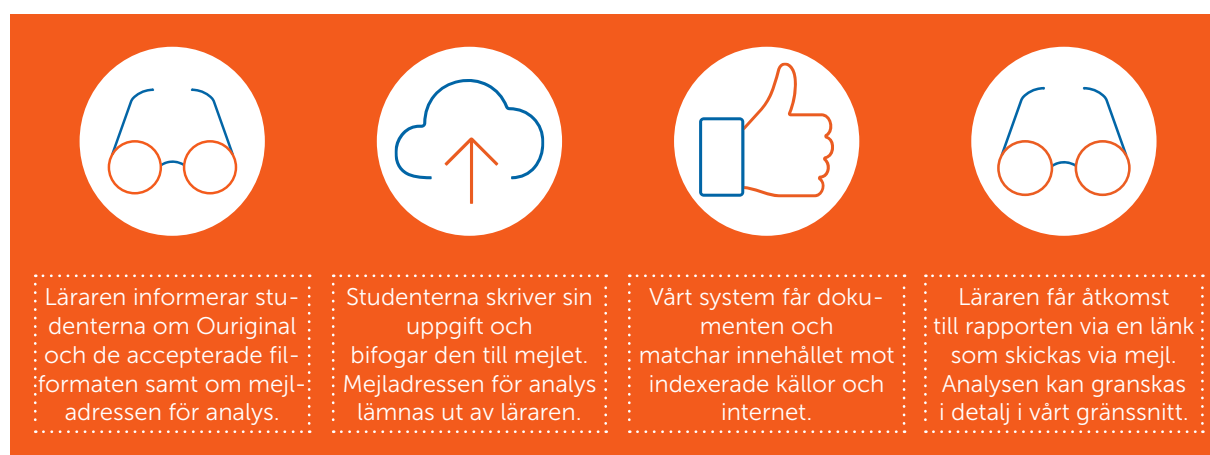 Läraren informerar stu-
denterna om Ouriginal
och de accepterade fil-
formaten samt om mejl-
adressen för analys.
Studenterna skriver sin
uppgift och
bifogar den till mejlet.
Mejladressen för analys
lämnas ut av läraren.
Vårt system får doku-
menten och
matchar innehållet mot
indexerade källor och
internet.
Läraren får åtkomst
till rapporten via en länk
som skickas via mejl.
Analysen kan granskas
i detalj i vårt gränssnitt.